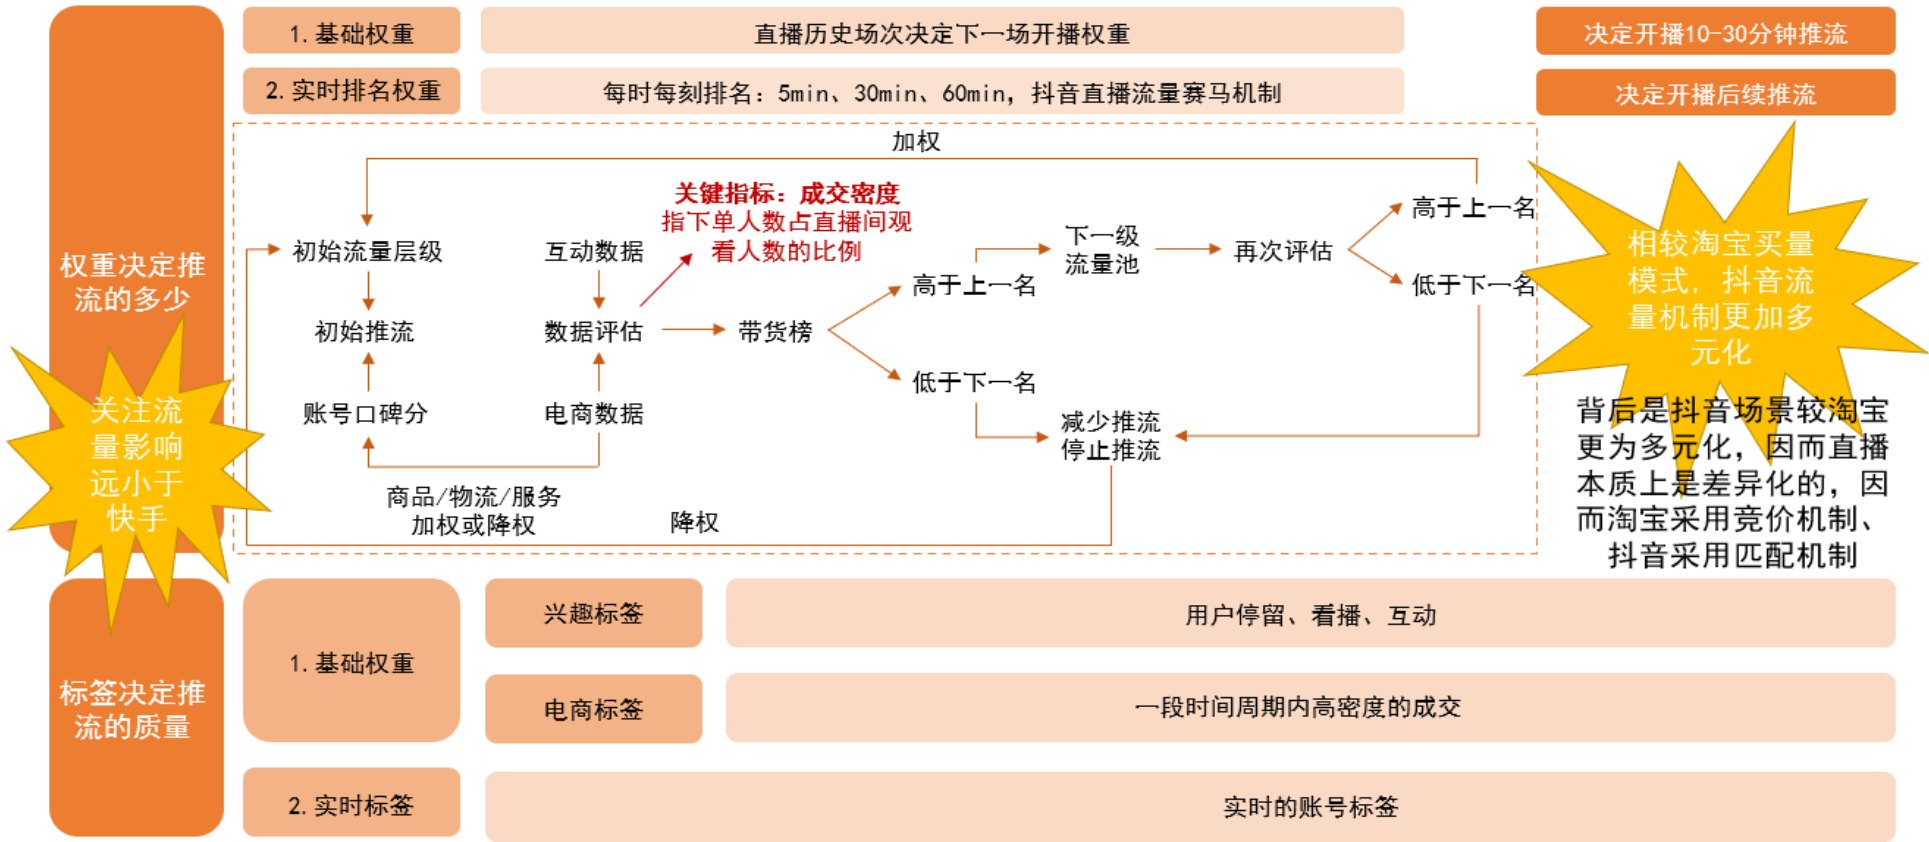 1.基础权重
直播历史场次决定下一场开播权重
决定开播10-30分钟推流
2.实时排名权重
每时每刻排名：5min、30min、60min，抖音直播流量赛马机制
决定开播后续推流
权重决定推
流的多少
加权
关键指标：成交密度
指下单人数占直播间观
看人数的比例
初始流量层级
互动数据
下一级
流量池
再次评估
高于上一名
高于上一名
低于下一名
初始推流
数据评估
带货榜
低于下一名
账号口碑分
电商数据
减少推流
停止推流
商品/物流/服务
加权或降权
降权
关注流
量影响
远小于
快手
相较淘宝买量
模式，抖音流
量机制更加多
元化
背后是抖音场景较淘宝
更为多元化，因而直播
本质上是差异化的，因
而淘宝采用竞价机制、
抖音采用匹配机制
标签决定推
流的质量
1.基础权重
兴趣标签
用户停留、看播、互动
电商标签
一段时间周期内高密度的成交
2.实时标签
实时的账号标签